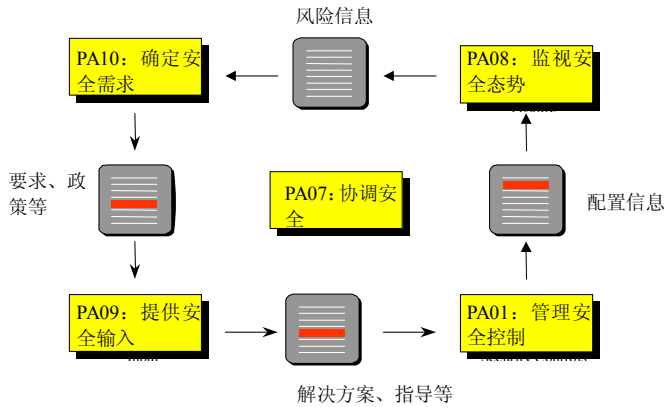 风险信息
PA10：确定安
全需求
PA08：监视安
全态势
要求、政
策等
PA07：协调安
全
配置信息
PA09：提供安
全输入
PA01：管理安
全控制
解决方案、指导等